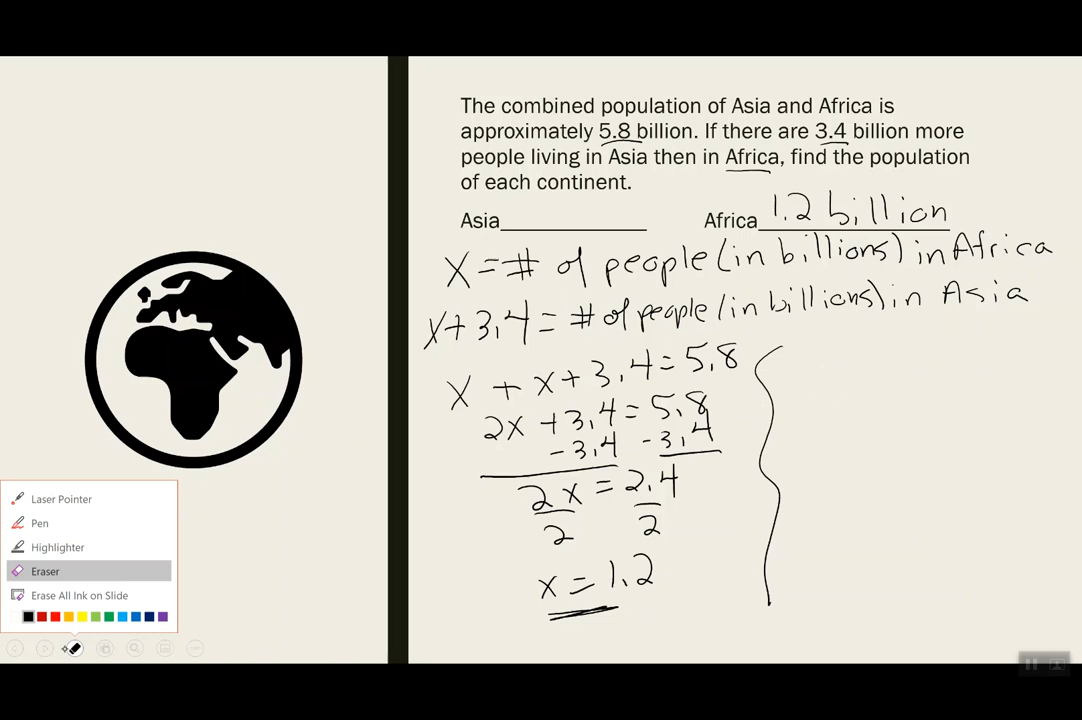 The combined population of Asia and Africa is
approximately 5.8 billion. If there are 3.4 billion more
people living in Asia then in Africa, find the population
of each continent.
Asia____________ Africa 1.2 billion
x = # of people (in billions) in Africa
x + 3.4 = # of people (in billions) in Asia
x + x + 3.4 = 5.8
2x + 3.4 = 5.8
- 3.4 - 3.4
2x = 2.4
2 2
x = 1.2
Laser Pointer
Pen
Highlighter
Eraser
Erase All Ink on Slide